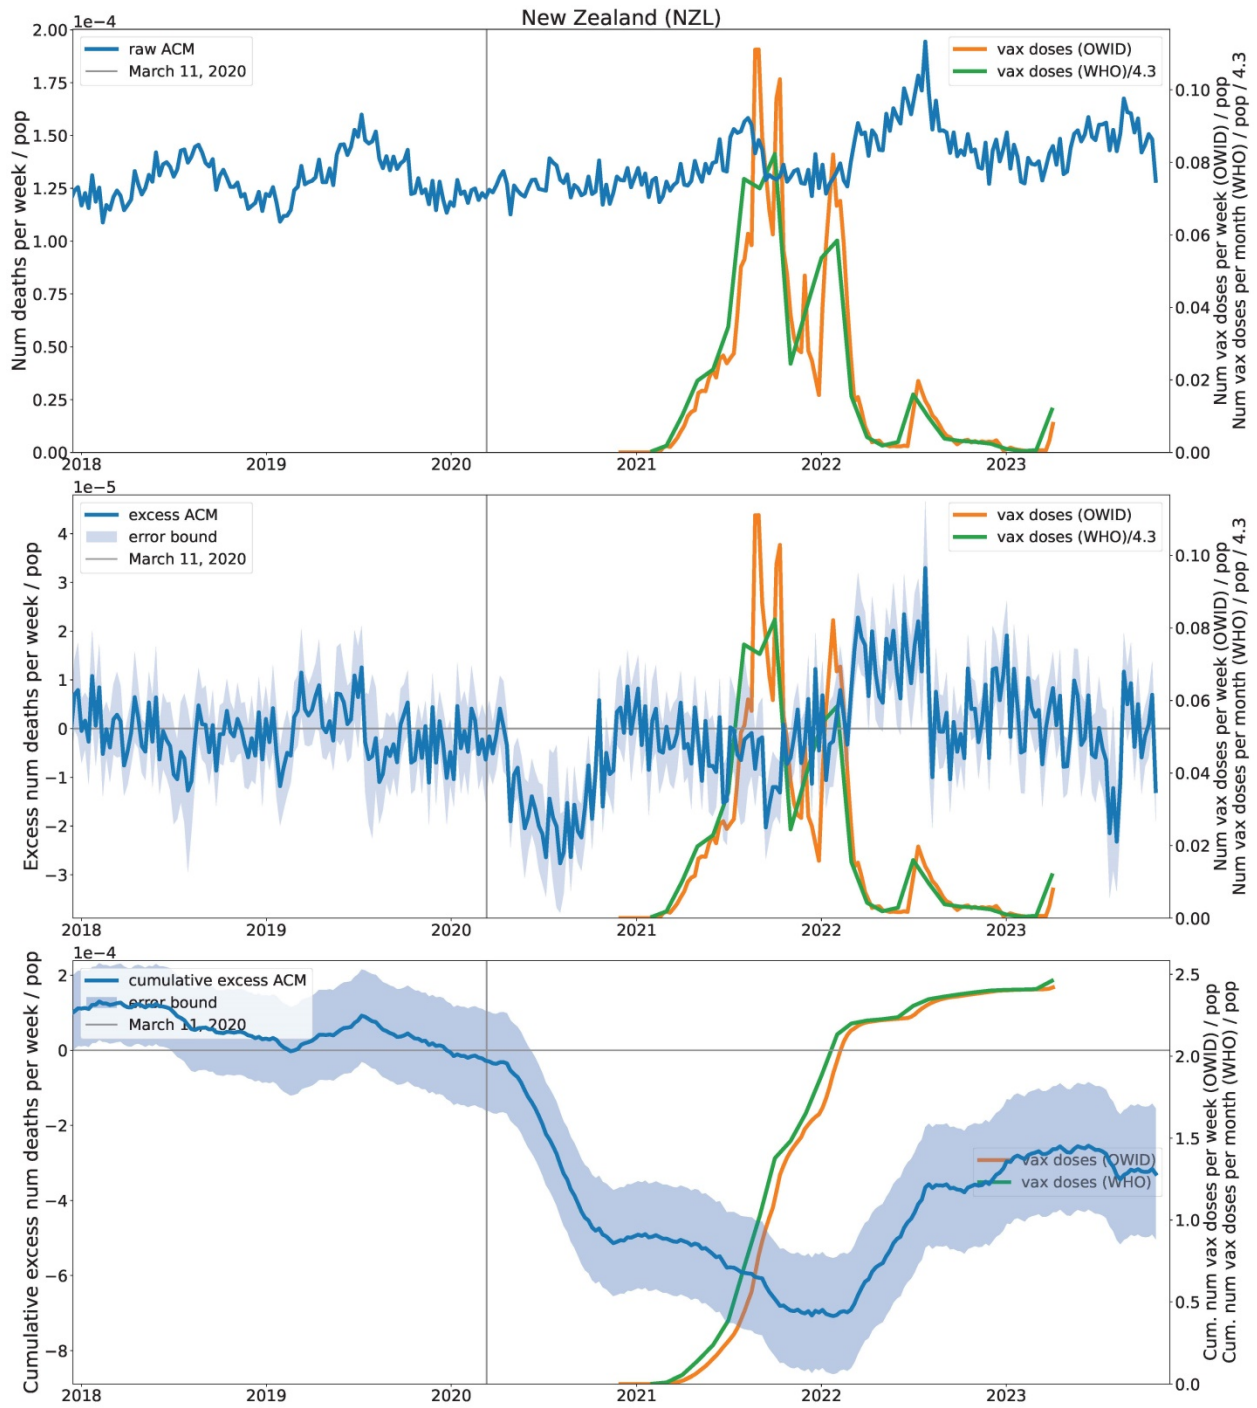 New Zealand (NZL)
1e−4
2.00
1.75
1.50
1.25
1.00
0.75
0.50
0.25
0.00
Num deaths per week / pop
raw ACM
March 11, 2020
vax doses (OWID)
vax doses (WHO)/4.3
0.10
0.08
0.06
0.04
0.02
0.00
Num vax doses per week (OWID) / pop
Num vax doses per month (WHO) / pop / 4.3
2018 2019 2020 2021 2022 2023
1e−5
4
3
2
1
0
−1
−2
−3
Excess num deaths per week / pop
excess ACM
error bound
March 11, 2020
vax doses (OWID)
vax doses (WHO)/4.3
0.10
0.08
0.06
0.04
0.02
0.00
Num vax doses per week (OWID) / pop
Num vax doses per month (WHO) / pop / 4.3
2018 2019 2020 2021 2022 2023
1e−4
2
0
−2
−4
−6
−8
Cumulative excess num deaths per week / pop
cumulative excess ACM
error bound
March 11, 2020
vax doses (OWID)
vax doses (WHO)
2.5
2.0
1.5
1.0
0.5
0.0
Cum. num vax doses per week (OWID) / pop
Cum. num vax doses per month (WHO) / pop
2018 2019 2020 2021 2022 2023